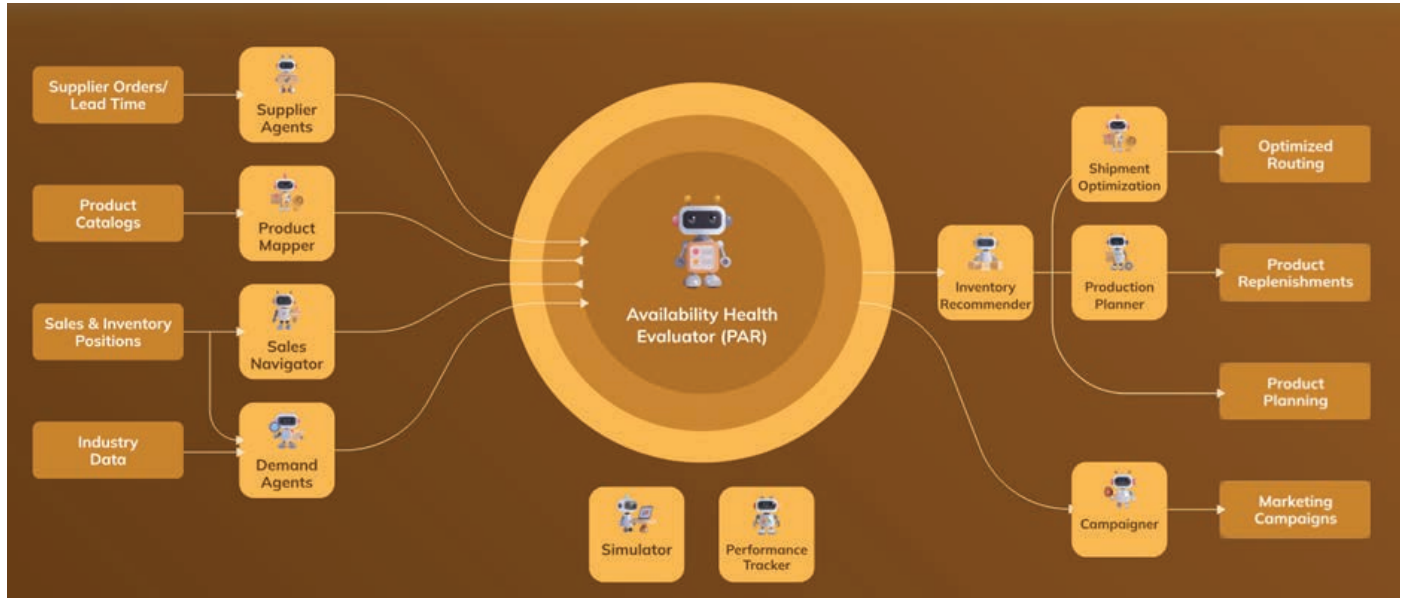 Supplier Orders/
Lead Time
Supplier
Agents
Product
Catalogs
Product
Mapper
Sales & Inventory
Positions
Sales
Navigator
Industry
Data
Demand
Agents
Availability Health
Evaluator (PAR)
Simulator
Performance
Tracker
Inventory
Recommender
Shipment
Optimization
Optimized
Routing
Production
Planner
Product
Replenishments
Product
Planning
Campaigner
Marketing
Campaigns